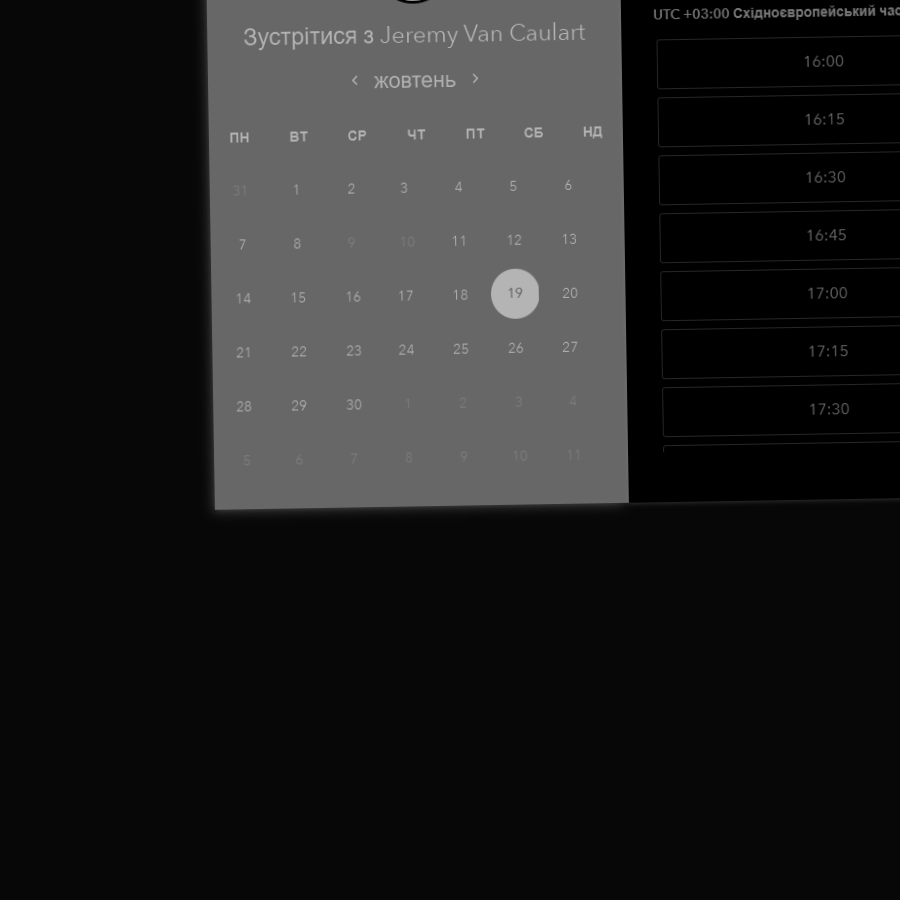 Зустрітися з Jeremy Van Caulart
жовтень
ПН ВТ СР ЧТ ПТ СБ НД
31 1 2 3 4 5 6
7 8 9 10 11 12 13
14 15 16 17 18 19 20
21 22 23 24 25 26 27
28 29 30 1 2 3 4
5 6 7 8 9 10 11
UTC +03:00 Східноєвропейський
16:00
16:15
16:30
16:45
17:00
17:15
17:30